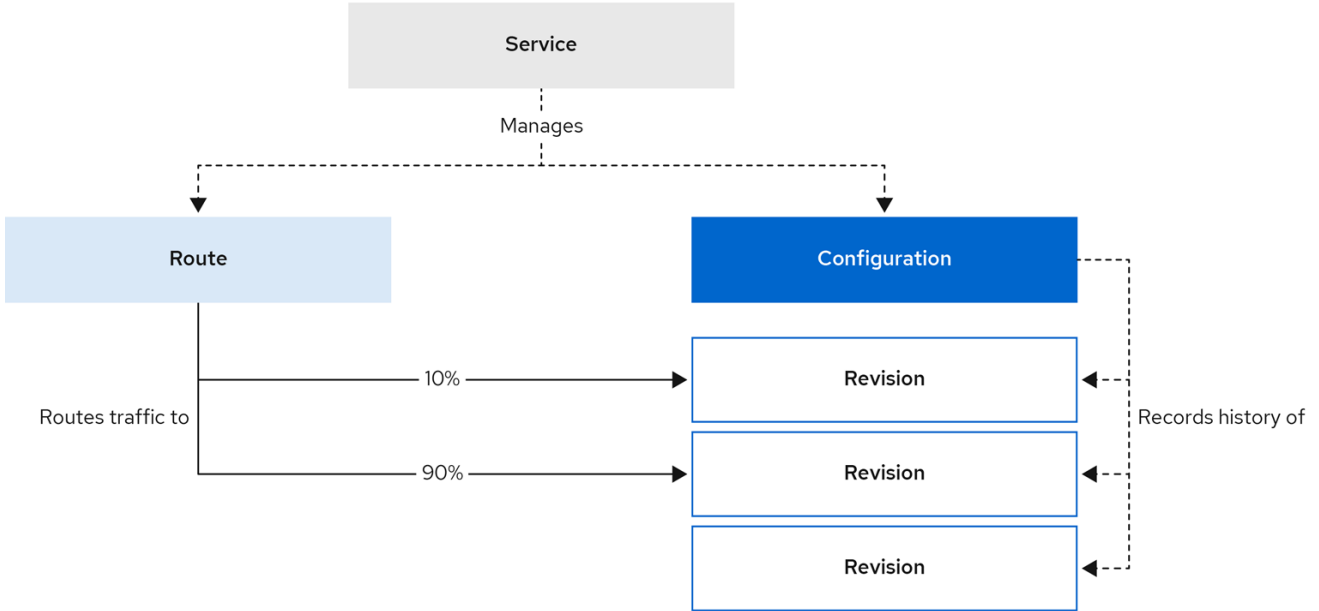 Service
Manages
Route
Configuration
10%
Revision
Routes traffic to
Records history of
90%
Revision
Revision